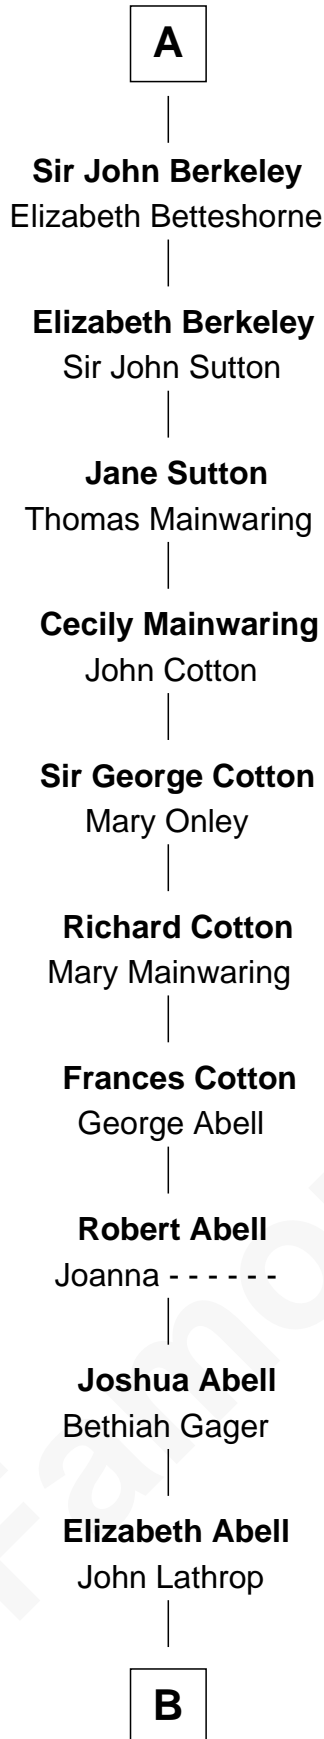 A
Sir John Berkeley
Elizabeth Betteshorne
Elizabeth Berkeley
Sir John Sutton
Jane Sutton
Thomas Mainwaring
Cecily Mainwaring
John Cotton
Sir George Cotton
Mary Onley
Richard Cotton
Mary Mainwaring
Frances Cotton
George Abell
Robert Abell
Joanna - - - - - -
Joshua Abell
Bethiah Gager
Elizabeth Abell
John Lathrop
B